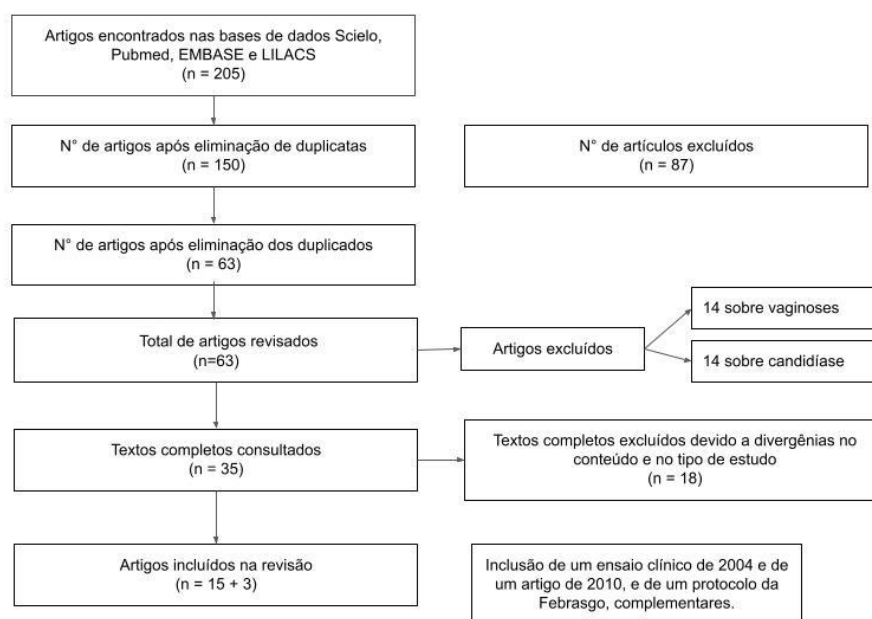 Artigos encontrados nas bases de dados Scielo,
Pubmed, EMBASE e LILACS
(n = 205)
N° de artigos após eliminação de duplicatas
(n = 150)
N° de artículos excluídos
(n = 87)
N° de artigos após eliminação dos duplicados
(n = 63)
Total de artigos revisados
(n=63)
Artigos excluídos
14 sobre vaginoses
14 sobre candidíase
Textos completos consultados
(n = 35)
Textos completos excluídos devido a divergênias no
conteúdo e no tipo de estudo
(n = 18)
Artigos incluídos na revisão
(n = 15 + 3)
Inclusão de um ensaio clínico de 2004 e de
um artigo de 2010, e de um protocolo da
Febrasgo, complementares.